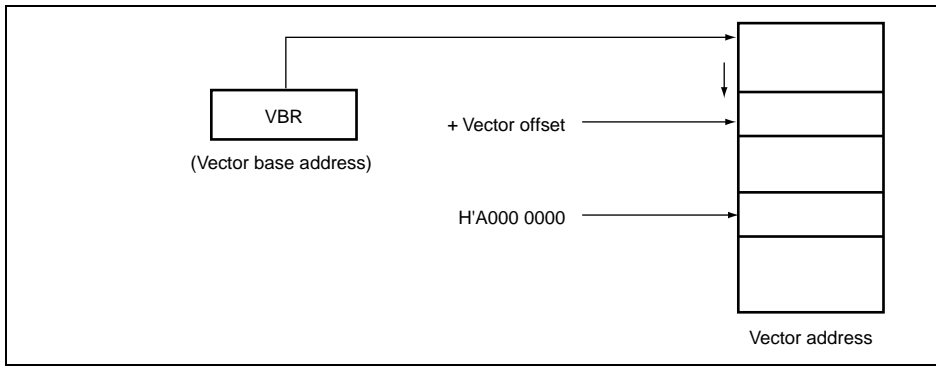 VBR
+ Vector offset
(Vector base address)
H'A000 0000
Vector address